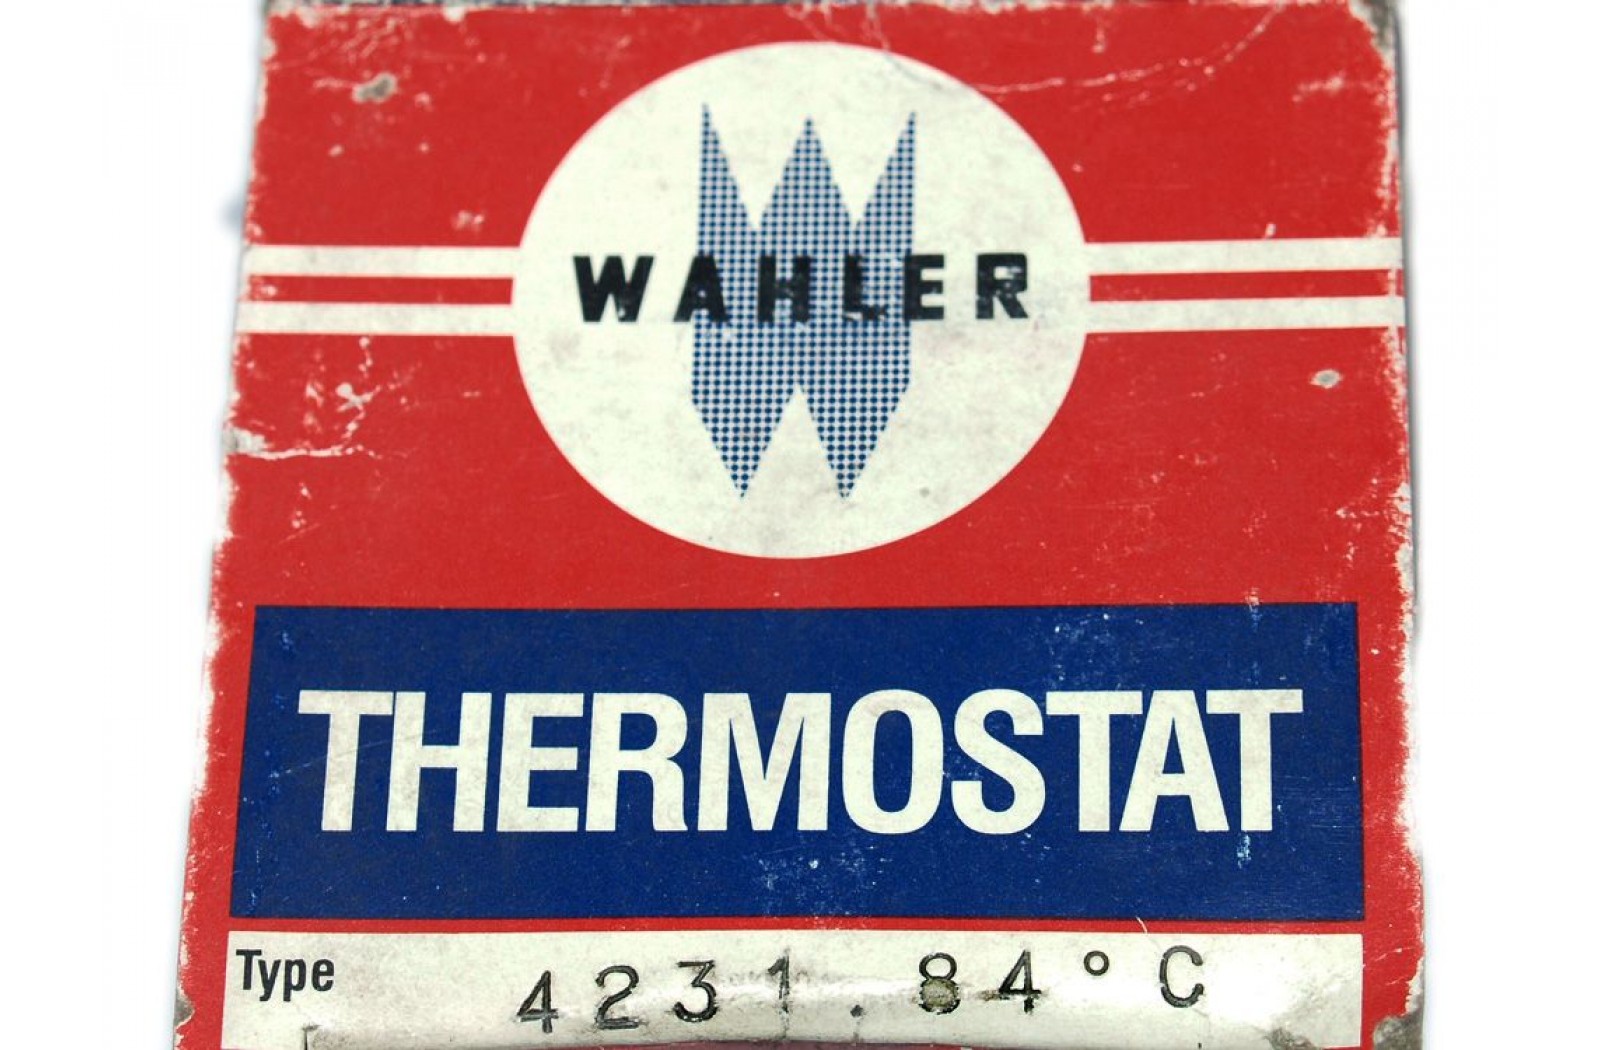 WAHLER
THERMOSTAT
Type 4231.84°C